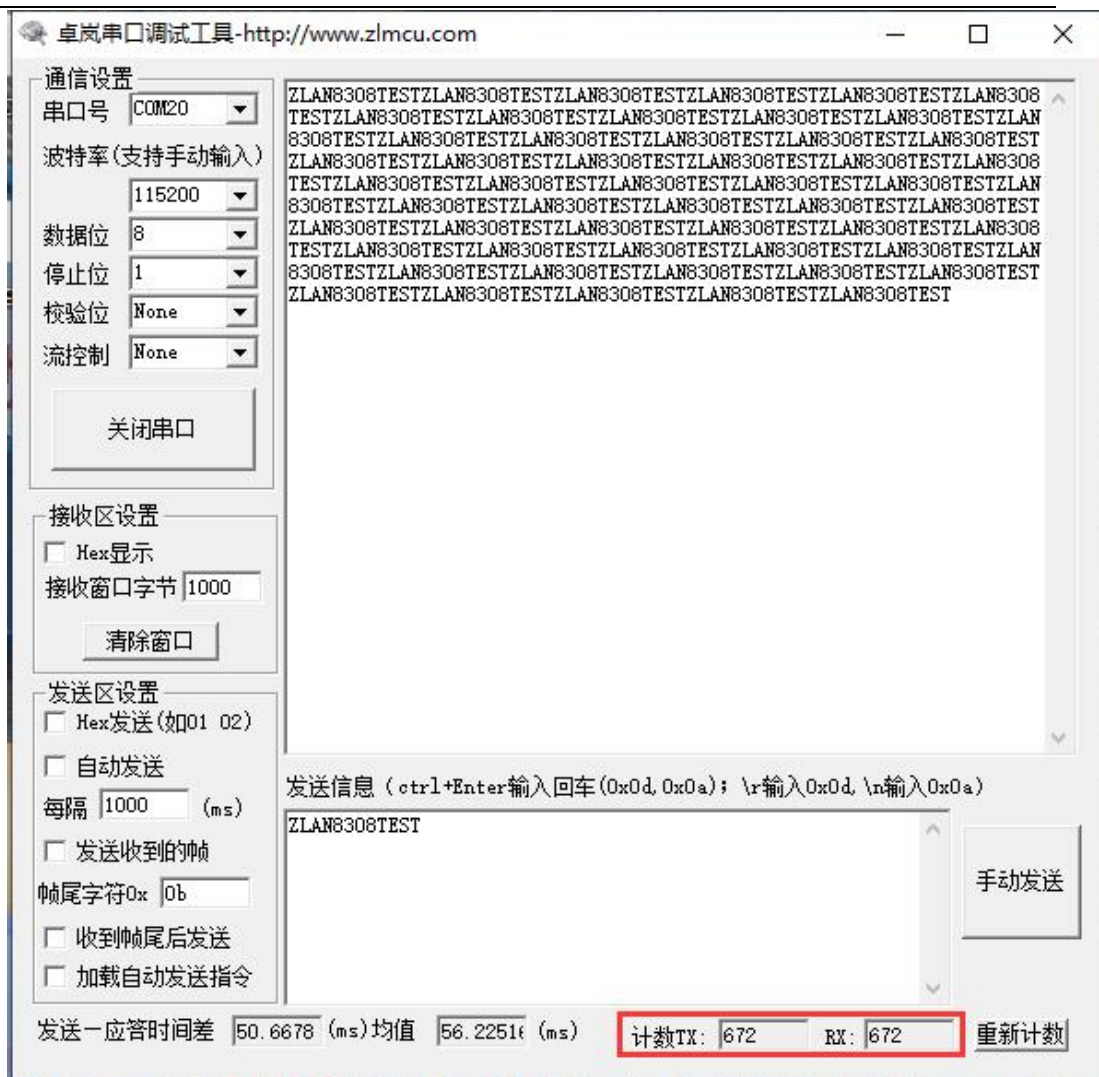 卓岚串口调试工具-http://www.zlmcu.com
通信设置
串口号 COM20
波特率(支持手动输入)
115200
数据位 8
停止位 1
校验位 None
流控制 None
关闭串口
接收区设置
Hex显示
接收窗口字节 1000
清除窗口
发送区设置
Hex发送(如01 02)
自动发送
每隔 1000 (ms)
发送收到的帧
帧尾字符0x 0b
收到帧尾后发送
加载自动发送指令
ZLAN8308TESTZLAN8308TESTZLAN8308TESTZLAN8308TESTZLAN8308TESTZLAN8308
TESTZLAN8308TESTZLAN8308TESTZLAN8308TESTZLAN8308TESTZLAN8308TESTZLAN
8308TESTZLAN8308TESTZLAN8308TESTZLAN8308TESTZLAN8308TESTZLAN8308TEST
ZLAN8308TESTZLAN8308TESTZLAN8308TESTZLAN8308TESTZLAN8308TESTZLAN8308
TESTZLAN8308TESTZLAN8308TESTZLAN8308TESTZLAN8308TESTZLAN8308TESTZLAN
8308TESTZLAN8308TESTZLAN8308TESTZLAN8308TESTZLAN8308TESTZLAN8308TEST
ZLAN8308TESTZLAN8308TESTZLAN8308TESTZLAN8308TESTZLAN8308TESTZLAN8308
TESTZLAN8308TESTZLAN8308TESTZLAN8308TESTZLAN8308TESTZLAN8308TESTZLAN
8308TESTZLAN8308TESTZLAN8308TESTZLAN8308TESTZLAN8308TESTZLAN8308TEST
ZLAN8308TESTZLAN8308TESTZLAN8308TESTZLAN8308TESTZLAN8308TEST
发送信息（ctrl+Enter输入回车(0x0d,0x0a)；\r输入0x0d,\n输入0x0a）
ZLAN8308TEST
手动发送
发送一应答时间差 50.6678 (ms)均值 56.2251 (ms) 计数TX: 672 RX: 672 重新计数